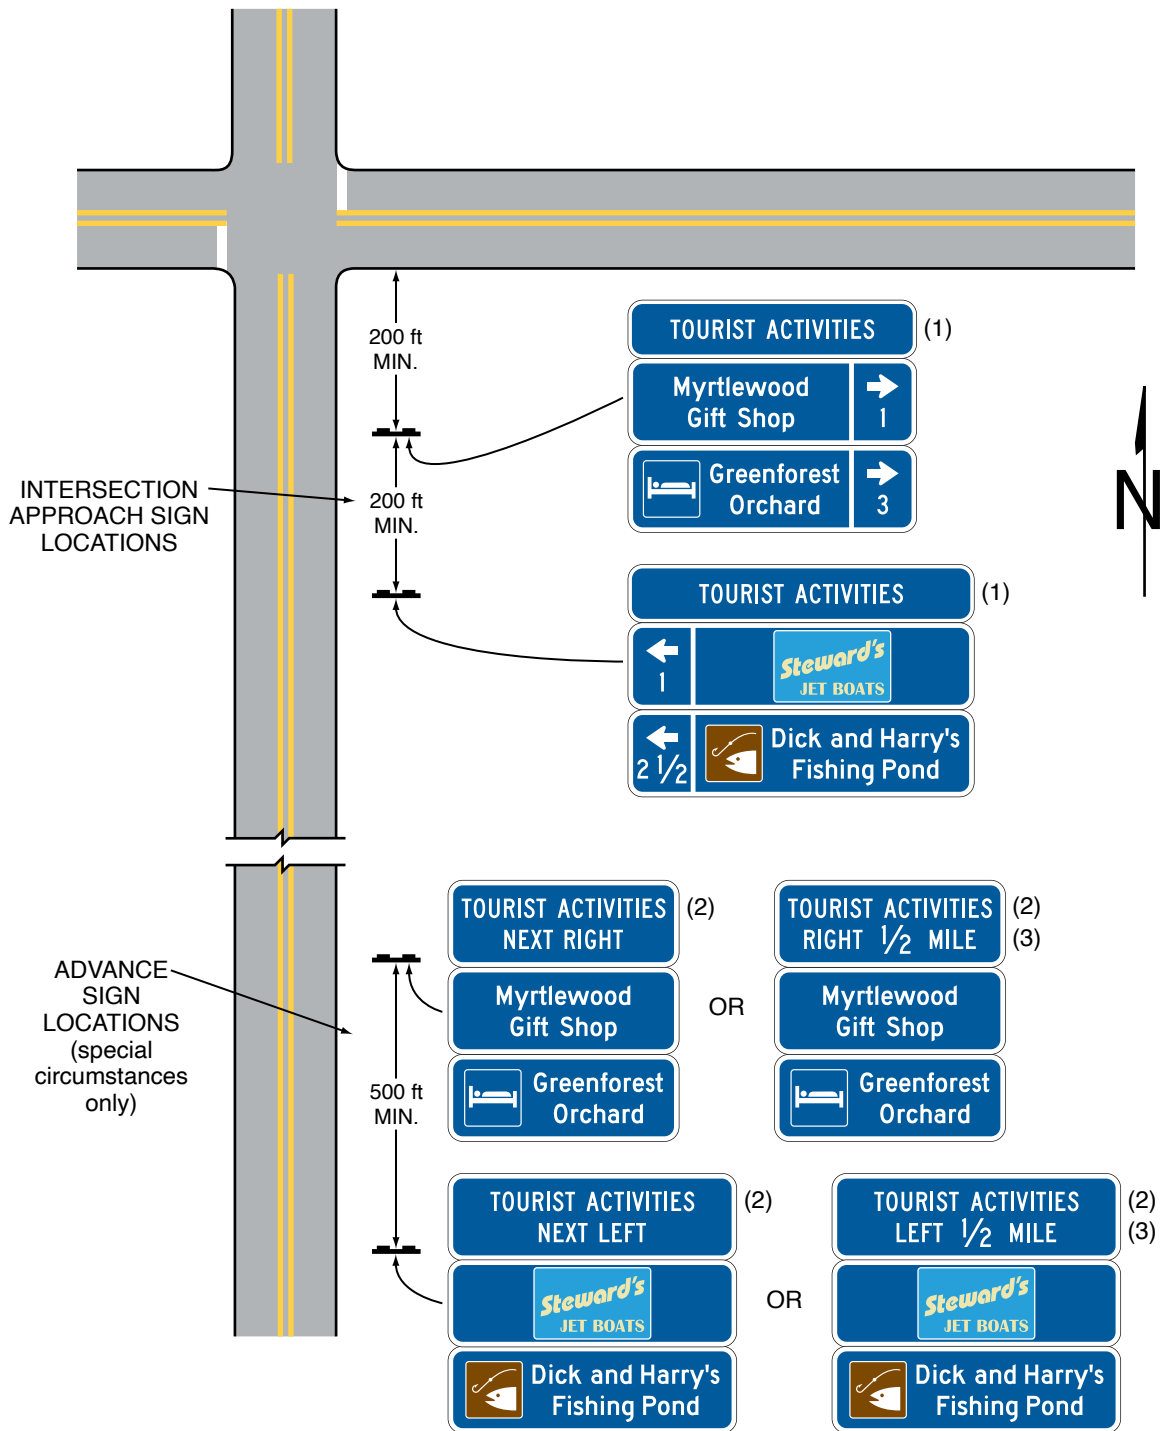 200 ft
MIN.
TOURIST ACTIVITIES
(1)
Myrtlewood
Gift Shop
1
Greenforest
Orchard
3
N
INTERSECTION
APPROACH SIGN
LOCATIONS
200 ft
MIN.
TOURIST ACTIVITIES
(1)
1
Steward's
JET BOATS
2 1/2
Dick and Harry's
Fishing Pond
ADVANCE
SIGN
LOCATIONS
(special
circumstances
only)
500 ft
MIN.
TOURIST ACTIVITIES
NEXT RIGHT
(2)
Myrtlewood
Gift Shop
Greenforest
Orchard
OR
TOURIST ACTIVITIES
RIGHT 1/2 MILE
(2)
(3)
Myrtlewood
Gift Shop
Greenforest
Orchard
TOURIST ACTIVITIES
NEXT LEFT
(2)
Steward's
JET BOATS
Dick and Harry's
Fishing Pond
OR
TOURIST ACTIVITIES
LEFT 1/2 MILE
(2)
(3)
Steward's
JET BOATS
Dick and Harry's
Fishing Pond